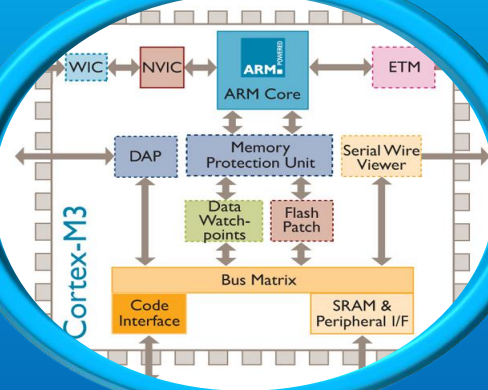 WIC
NVIC
ARM POWERED
ARM Core
ETM
DAP
Memory
Protection Unit
Serial Wire
Viewer
Data
Watch-
points
Flash
Patch
Cortex-M3
Bus Matrix
Code
Interface
SRAM &
Peripheral I/F